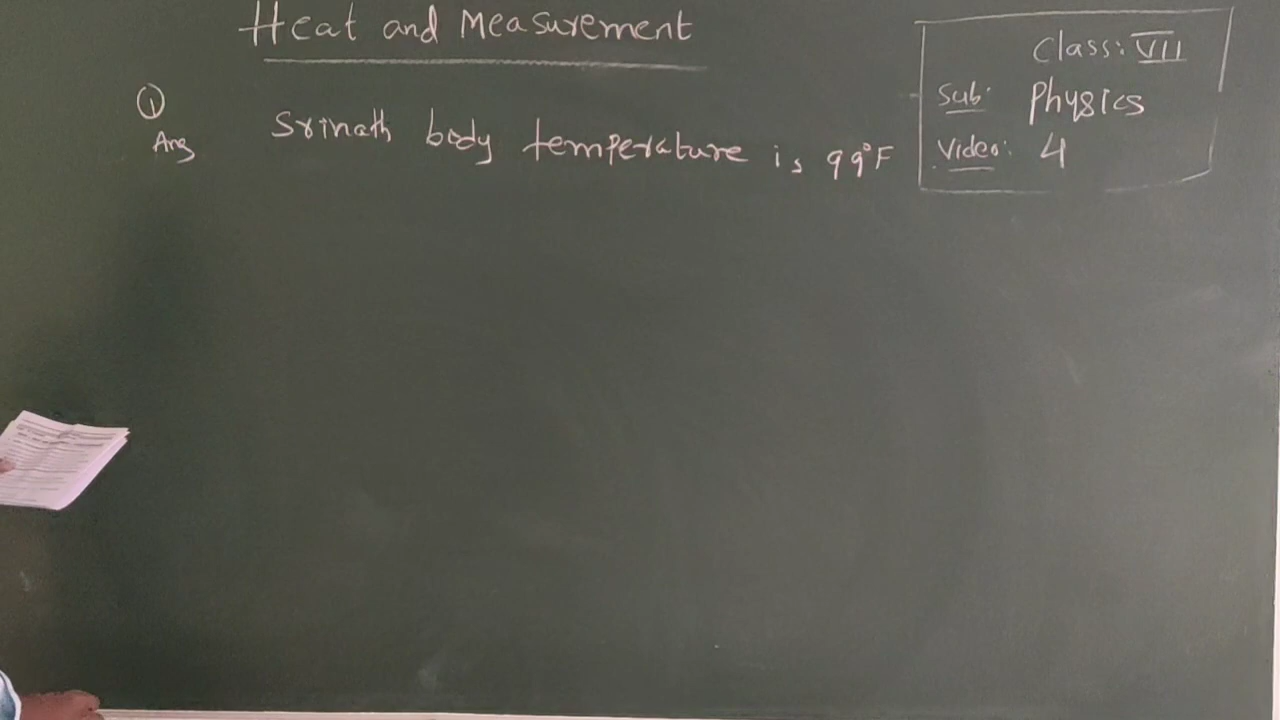 Heat and Measurement
Class: VII
Sub: Physics
Video: 4
①
Ans
Srinath body temperature is 99°F